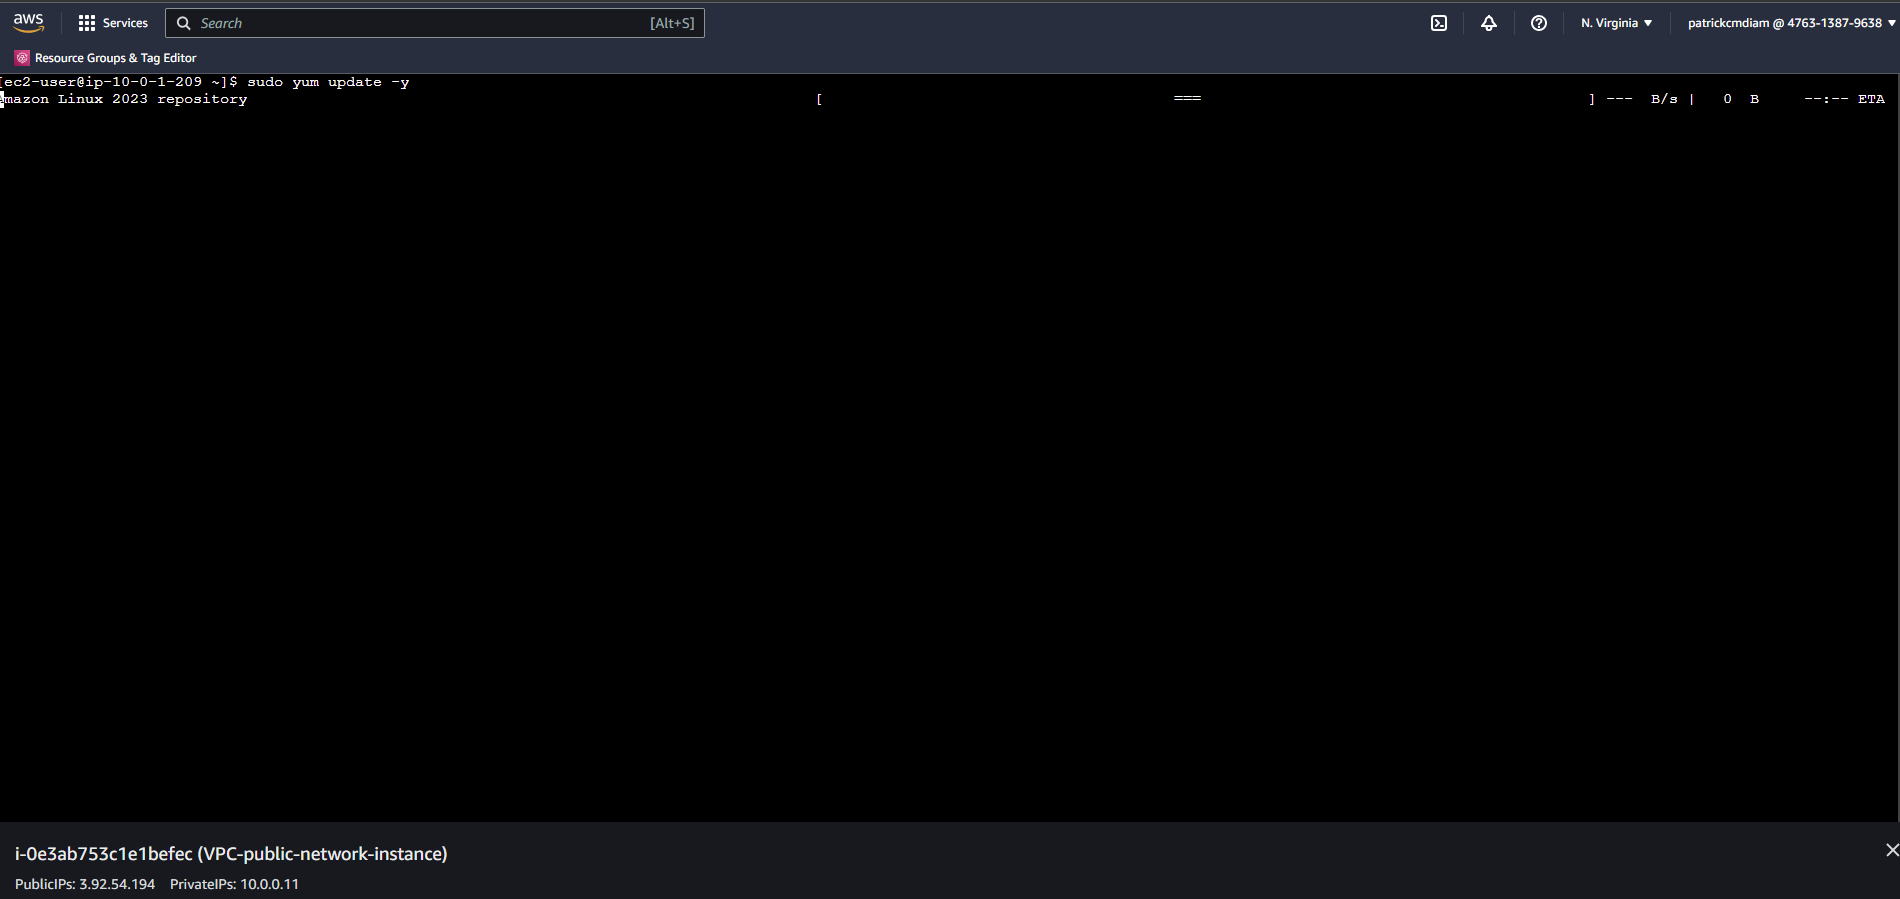 aws Services Search [Alt+S] N. Virginia patrickcmdiam @ 4763-1387-9638
Resource Groups & Tag Editor
[ec2-user@ip-10-0-1-209 ~]$ sudo yum update -y
Amazon Linux 2023 repository [ === ] --- B/s | 0 B --:-- ETA
i-0e3ab753c1e1befec (VPC-public-network-instance)
PublicIPs: 3.92.54.194 PrivateIPs: 10.0.0.11